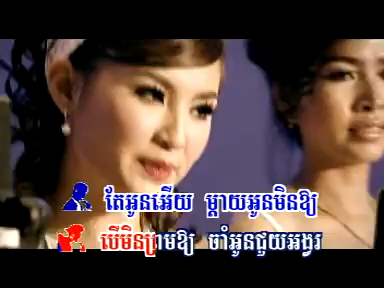 តែអូនអើយ ម្ដាយអូនមិនឱ្យ
បើមិនព្រមឱ្យ ចាំអូនជួយអង្វរ